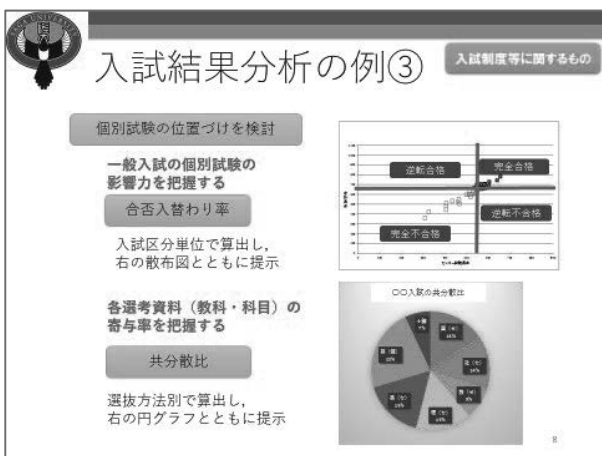 SAGA UNIVERSITY
入試結果分析の例③
入試制度等に関するもの
個別試験の位置づけを検討
一般入試の個別試験の
影響力を把握する
合否入替わり率
入試区分単位で算出し,
右の散布図とともに提示
各選考資料（教科・科目）の
寄与率を把握する
共分散比
選抜方法別で算出し,
右の円グラフとともに提示
逆転合格
完全合格
完全不合格
逆転不合格
〇〇入試の共分散比
8